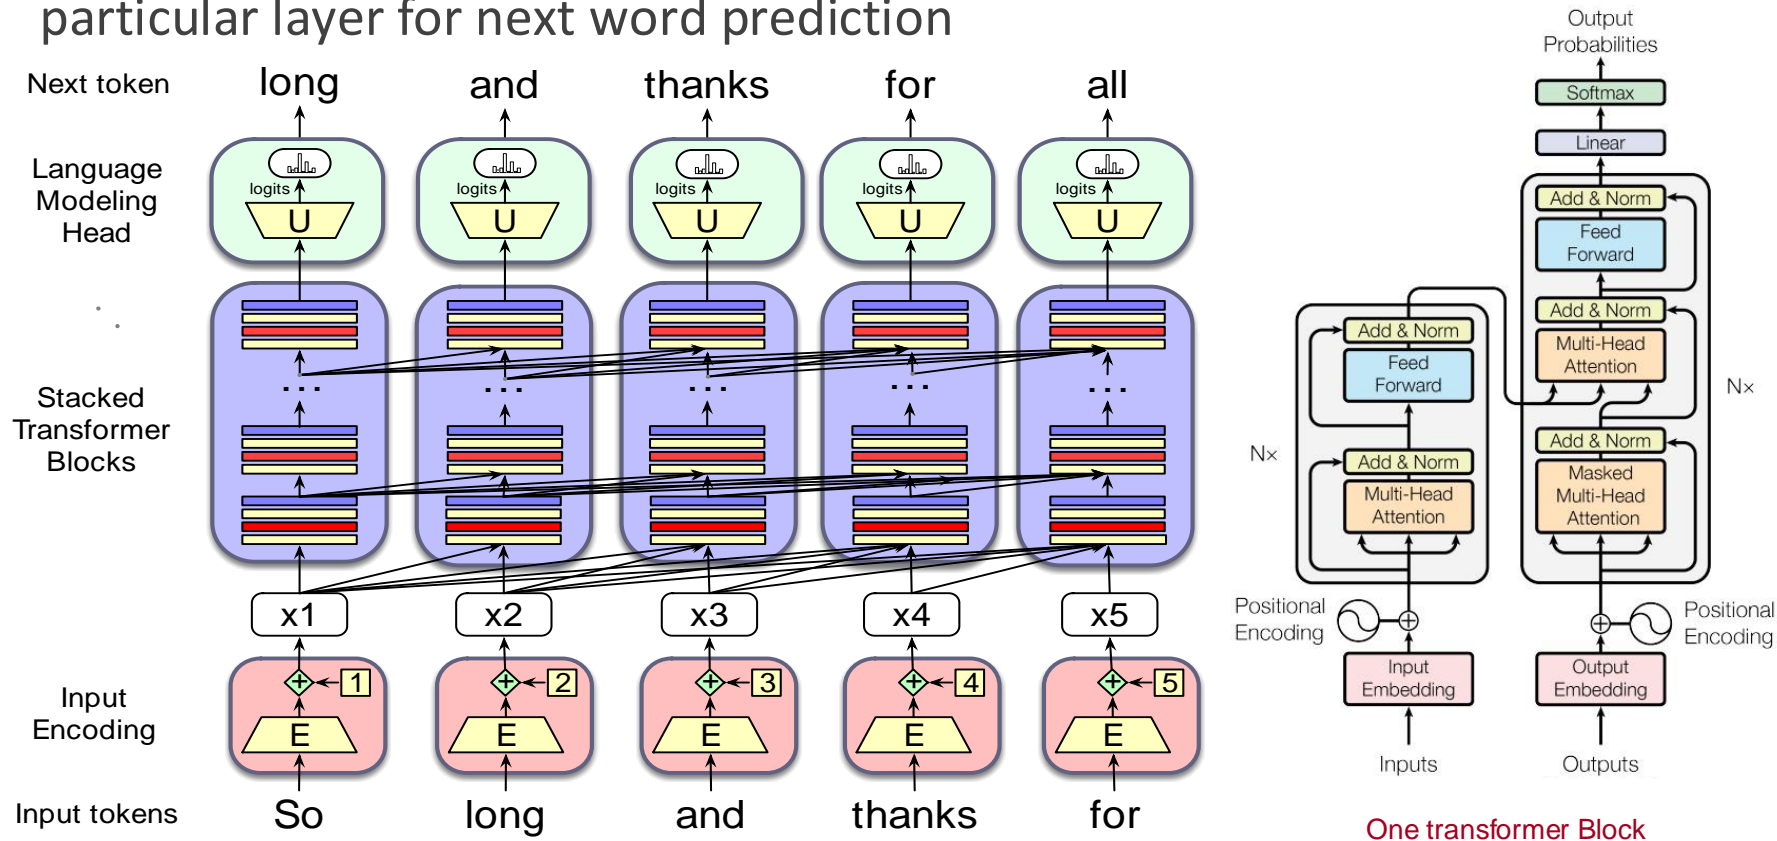 particular layer for next word prediction
Next token
long
and
thanks
for
all
Language
Modeling
Head
logits
logits
logits
logits
logits
U
U
U
U
U
Stacked
Transformer
Blocks
...
...
...
...
...
x1
x2
x3
x4
x5
Input
Encoding
+
1
+
2
+
3
+
4
+
5
E
E
E
E
E
Input tokens
So
long
and
thanks
for
Output
Probabilities
Softmax
Linear
Add & Norm
Feed
Forward
Add & Norm
Multi-Head
Attention
Add & Norm
Masked
Multi-Head
Attention
N×
Positional
Encoding
Output
Embedding
Outputs
Add & Norm
Feed
Forward
Add & Norm
Multi-Head
Attention
N×
Positional
Encoding
Input
Embedding
Inputs
One transformer Block